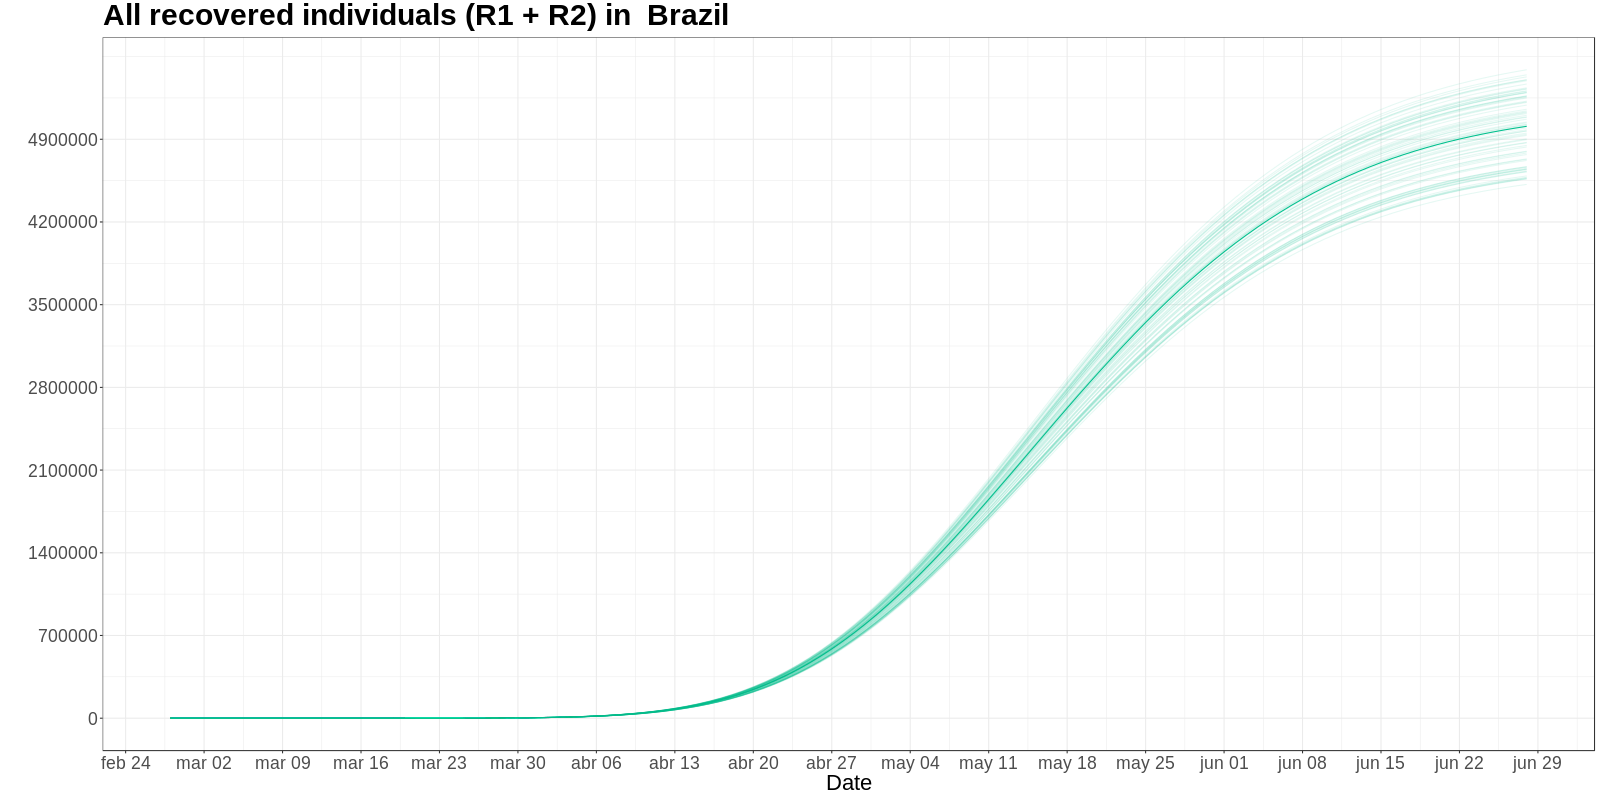 All recovered individuals (R1 + R2) in  Brazil
4900000
4200000
3500000
2800000
2100000
1400000
700000
0
feb 24 mar 02 mar 09 mar 16 mar 23 mar 30 abr 06 abr 13 abr 20 abr 27 may 04 may 11 may 18 may 25 jun 01 jun 08 jun 15 jun 22 jun 29
Date